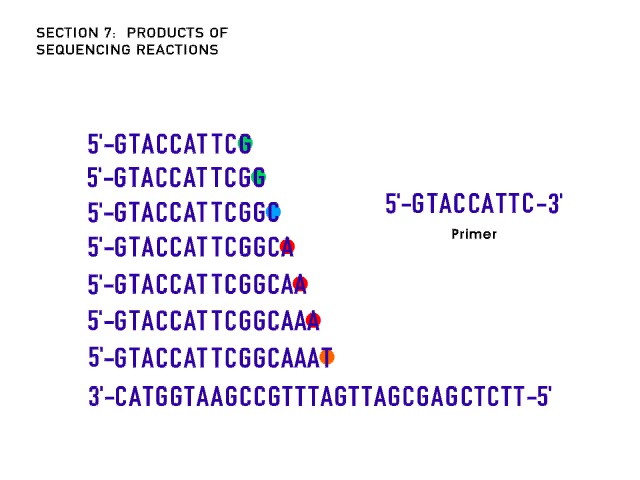 SECTION 7: PRODUCTS OF
SEQUENCING REACTIONS
5'-GTACCATTCG
5'-GTACCATTCGG
5'-GTACCATTCGGC
5'-GTACCATTCGGCA
5'-GTACCATTCGGCAA
5'-GTACCATTCGGCAAA
5'-GTACCATTCGGCAAAT
3'-CATGGTAAGCCGTTTAGTTAGCGAGCTCTT-5'
5'-GTACCATTC-3'
Primer